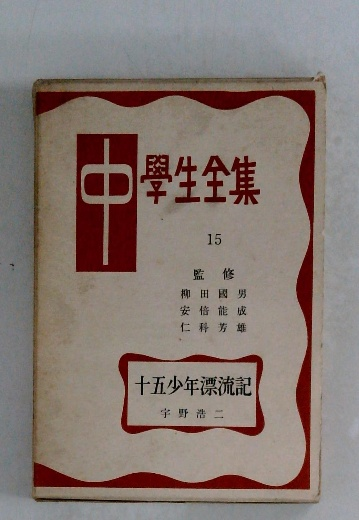 中學生全集
15
監修
柳田國男
安倍能成
仁科芳雄
十五少年漂流記
宇野浩二